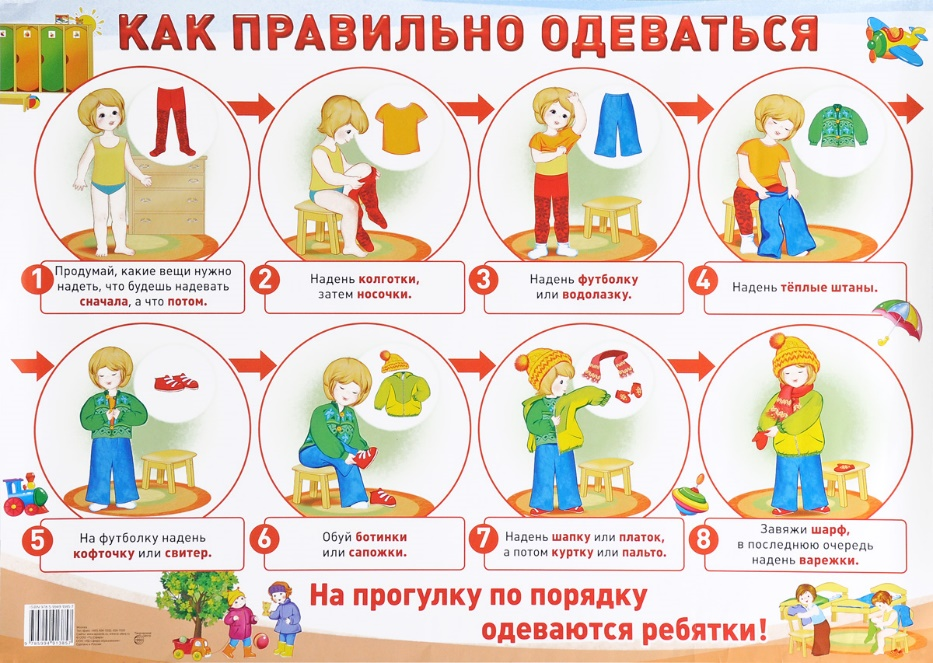 КАК ПРАВИЛЬНО ОДЕВАТЬСЯ
1
Продумай, какие вещи нужно
надеть, что будешь надевать
сначала, а что потом.
2
Надень колготки,
затем носочки.
3
Надень футболку
или водолазку.
4
Надень тёплые штаны.
5
На футболку надень
кофточку или свитер.
6
Обуй ботинки
или сапожки.
7
Надень шапку или платок,
а потом куртку или пальто.
8
Завяжи шарф,
в последнюю очередь
надень варежки.
На прогулку по порядку
одеваются ребятки!